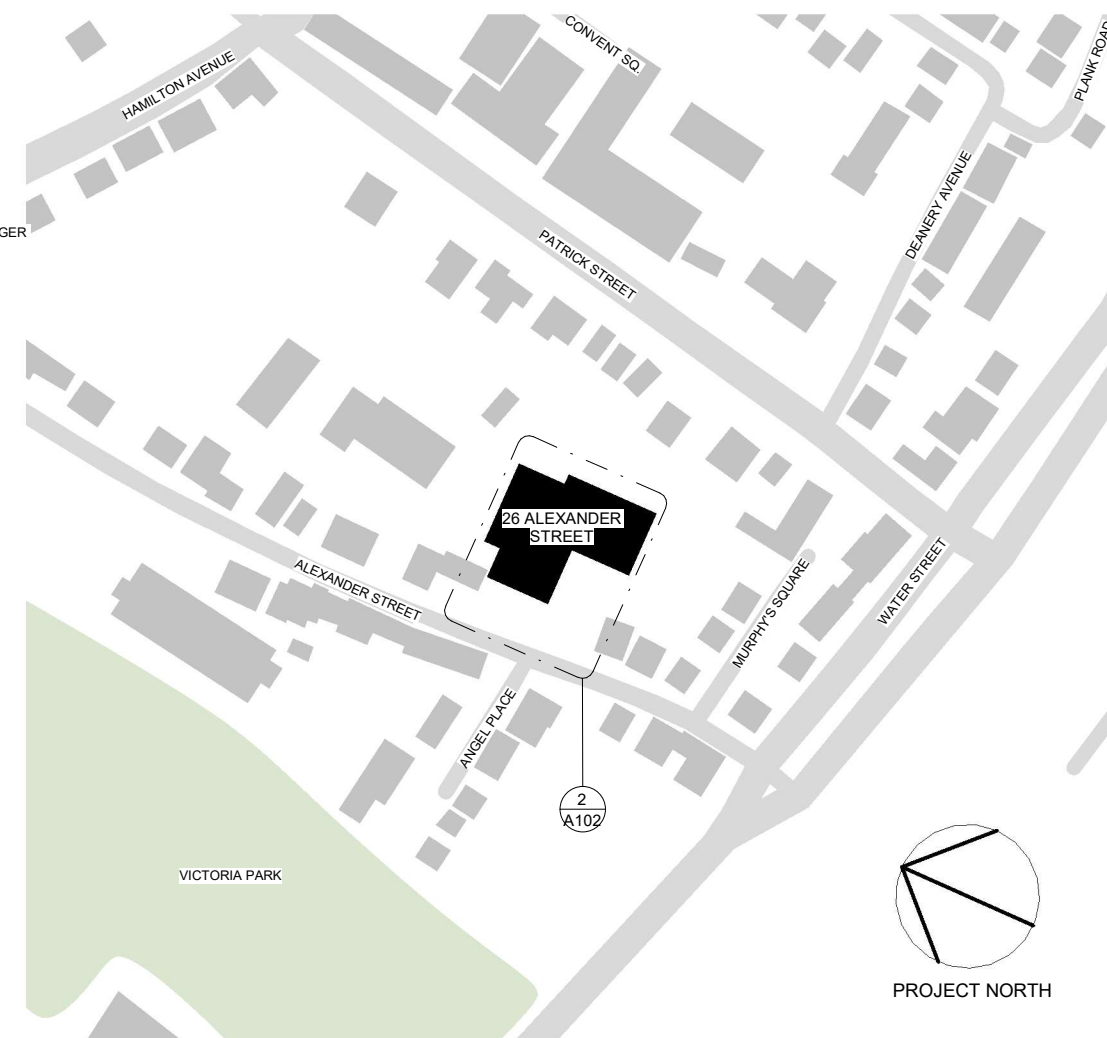 CONVENT SQ.
PLANK ROAD
HAMILTON AVENUE
DEANERY AVENUE
GER
PATRICK STREET
26 ALEXANDER
STREET
ALEXANDER STREET
WATER STREET
MURPHY'S SQUARE
ANGEL PLACE
2
A102
VICTORIA PARK
PROJECT NORTH